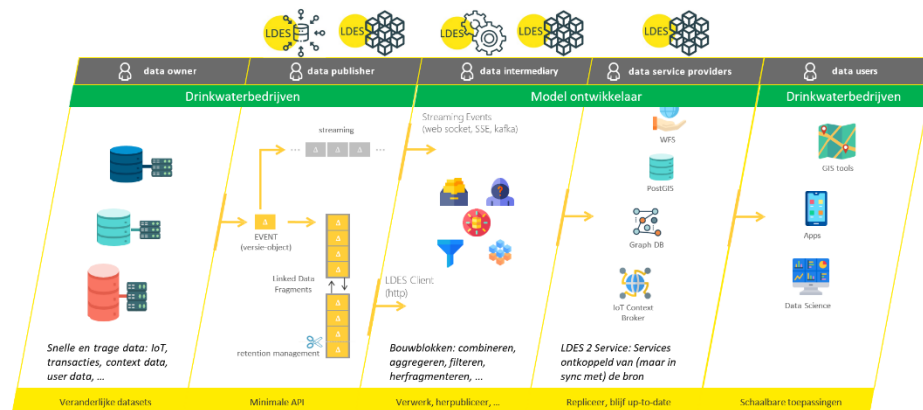 LDES
LDES
LDES
LDES
LDES
data owner
data publisher
data intermediary
data service providers
data users
Drinkwaterbedrijven
Model ontwikkelaar
Drinkwaterbedrijven
streaming
... Δ Δ Δ ...
Δ
EVENT
(versie-object)
Δ
Δ
Δ
Δ
Linked Data
Fragments
Δ
Δ
Δ
Δ
retention management
Snelle en trage data: IoT,
transacties, context data,
user data, ...
Streaming Events
(web socket, SSE, kafka)
?
LDES Client
(http)
Bouwblokken: combineren,
aggregeren, filteren,
herfragmenteren, ...
WFS
PostGIS
Graph DB
IoT Context
Broker
LDES 2 Service: Services
ontkoppeld van (maar in
sync met) de bron
GIS tools
Apps
Data Science
Veranderlijke datasets
Minimale API
Verwerk, herpubliceer, ...
Repliceer, blijf up-to-date
Schaalbare toepassingen